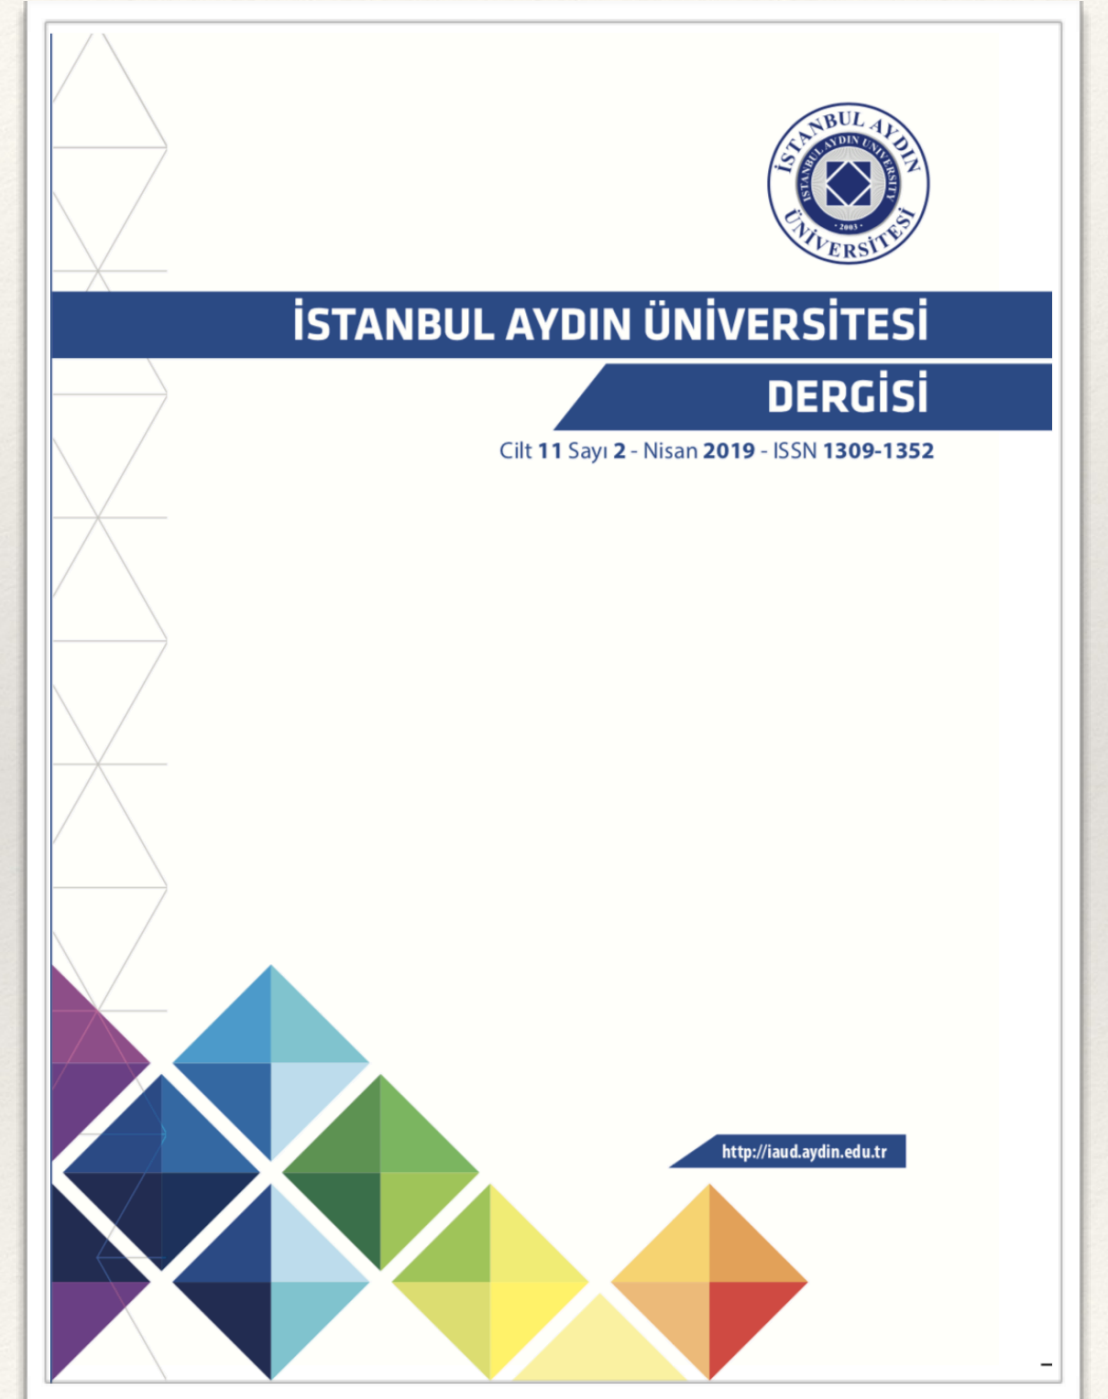 İSTANBUL AYDIN
ÜNİVERSİTESİ
ISTANBUL AYDIN UNIVERSITY
• 2003 •
İSTANBUL AYDIN ÜNİVERSİTESİ
DERGİSİ
Cilt 11 Sayı 2 - Nisan 2019 - ISSN 1309-1352
http://iaud.aydin.edu.tr